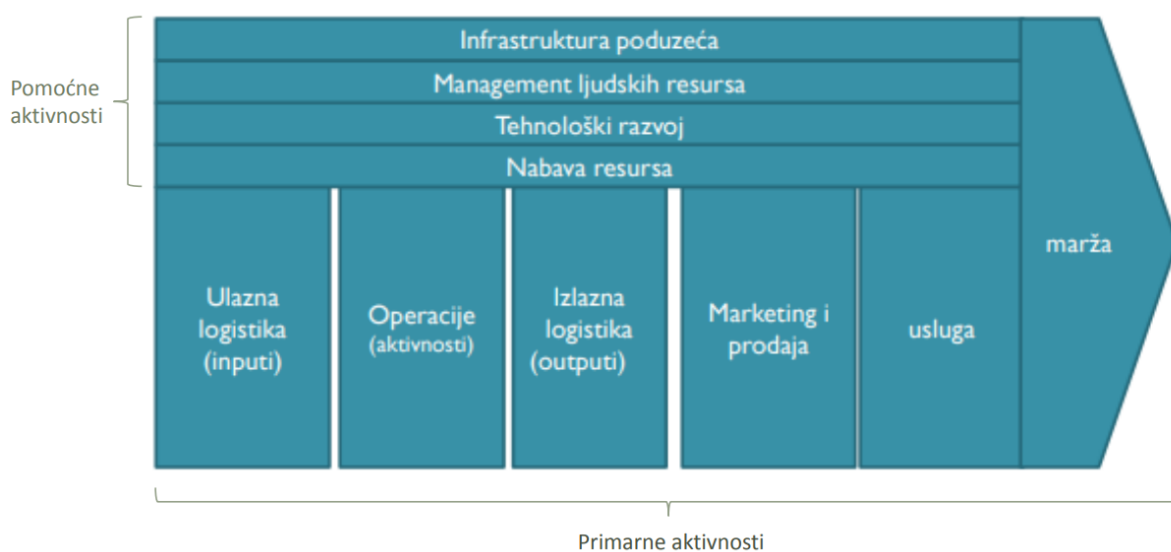 Pomoćne
aktivnosti
Infrastruktura poduzeća
Management ljudskih resursa
Tehnološki razvoj
Nabava resursa
Ulazna
logistika
(inputi)
Operacije
(aktivnosti)
Izlazna
logistika
(outputi)
Marketing i
prodaja
usluga
marža
Primarne aktivnosti